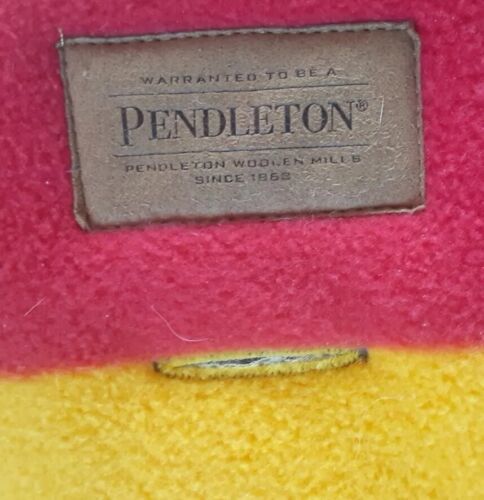 WARRANTED TO BE A
PENDLETON®
PENDLETON WOOLEN MILLS
SINCE 1863